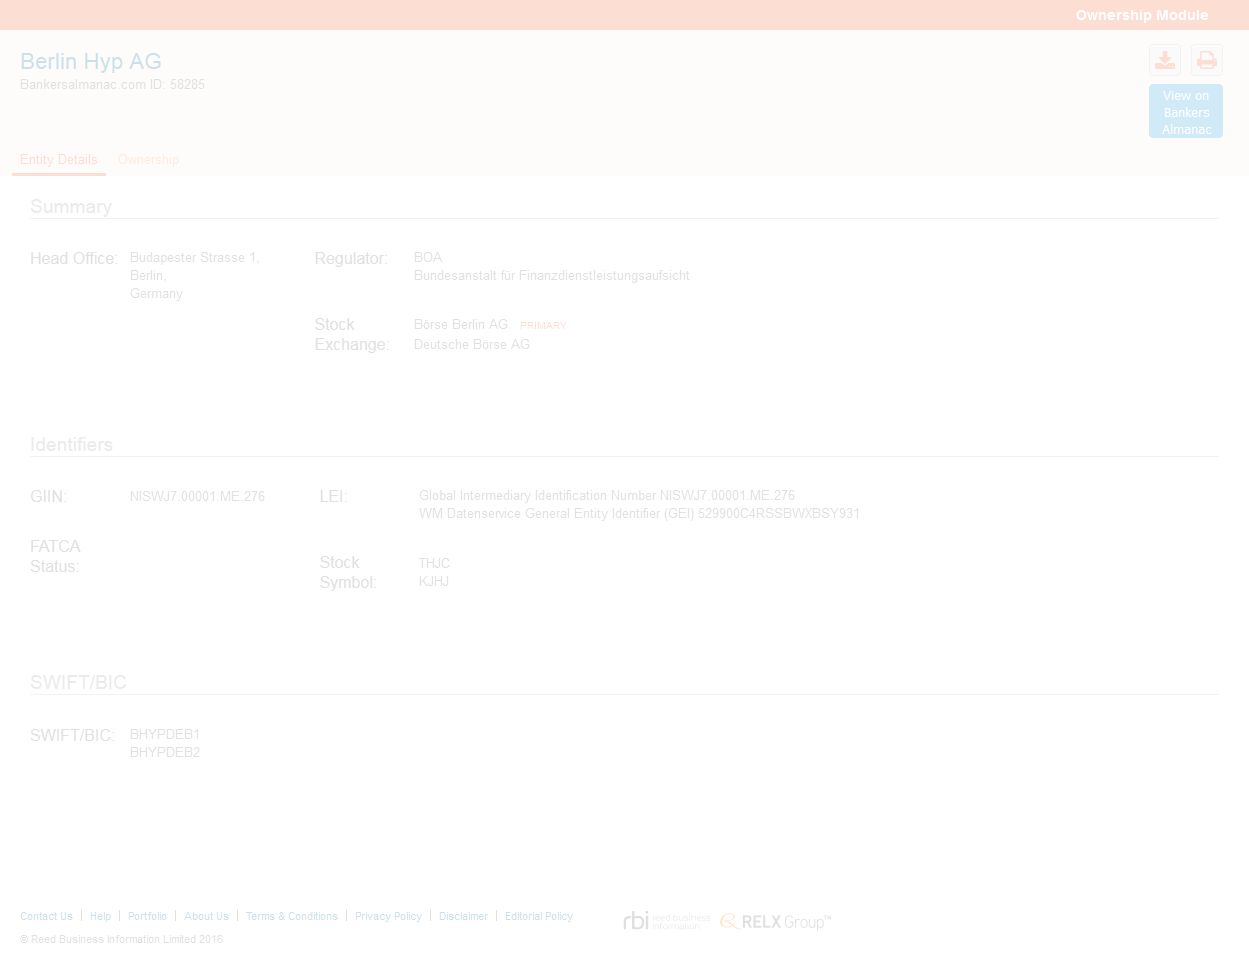 Ownership Module
Berlin Hyp AG
Bankersalmanac.com ID: 58285
View on
Bankers
Almanac
Entity Details Ownership
Summary
Head Office: Budapester Strasse 1,
Berlin,
Germany
Regulator: BOA
Bundesanstalt für Finanzdienstleistungsaufsicht
Stock
Exchange:
Börse Berlin AG PRIMARY
Deutsche Börse AG
Identifiers
GIIN: NISWJ7.00001.ME.276
LEI: Global Intermediary Identification Number NISWJ7.00001.ME.276
WM Datenservice General Entity Identifier (GEI) 529900C4RSSBWXBSY931
FATCA
Status:
Stock
Symbol:
THJC
KJHJ
SWIFT/BIC
SWIFT/BIC: BHYPDEB1
BHYPDEB2
Contact Us | Help | Portfolio | About Us | Terms & Conditions | Privacy Policy | Disclaimer | Editorial Policy
© Reed Business Information Limited 2016
rbi reed business
information
RELX Group™